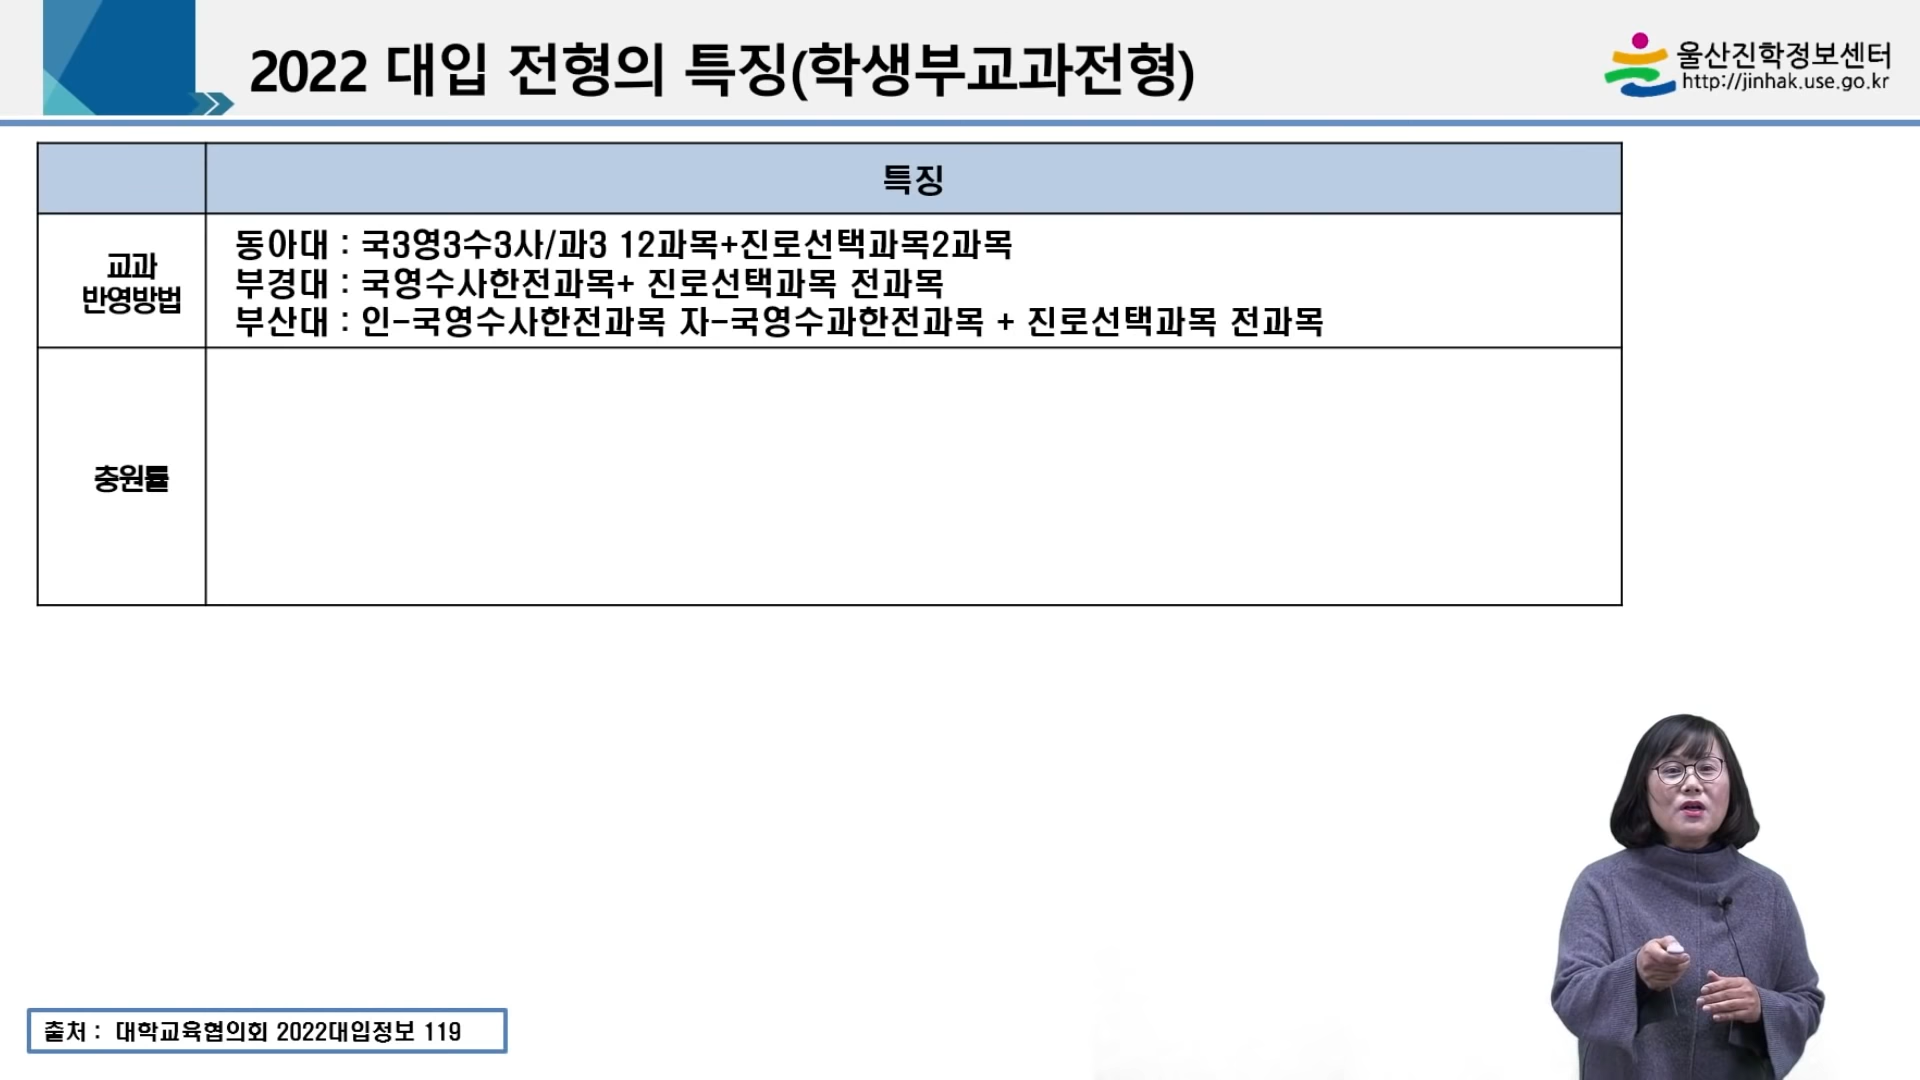 2022 대입 전형의 특징(학생부교과전형)
울산진학정보센터
http://jinhak.use.go.kr
특징
교과
반영방법
동아대 : 국3영3수3사/과3 12과목+진로선택과목2과목
부경대 : 국영수사한전과목+ 진로선택과목 전과목
부산대 : 인-국영수사한전과목 자-국영수과한전과목 + 진로선택과목 전과목
충원률
출처 : 대학교육협의회 2022대입정보 119